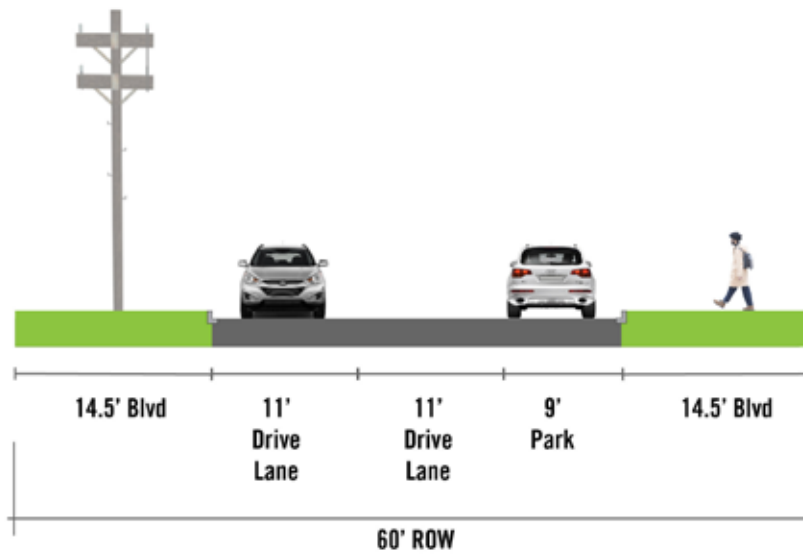 14.5' Blvd
11'
Drive
Lane
11'
Drive
Lane
9'
Park
14.5' Blvd
60' ROW